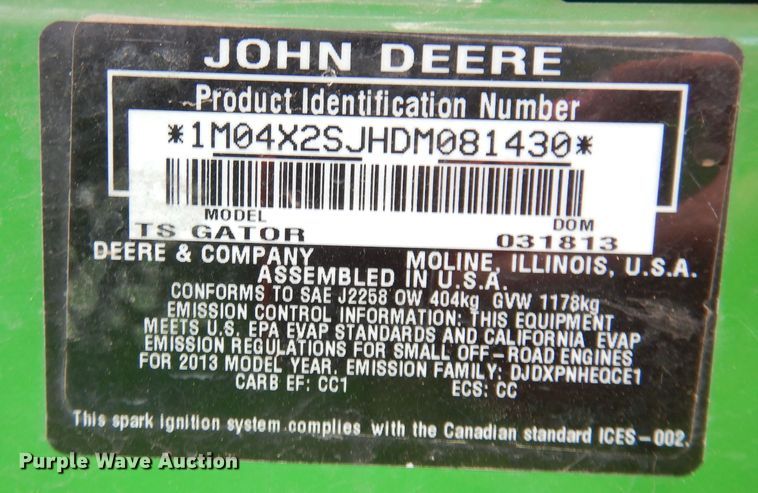 JOHN DEERE
Product Identification Number
*1M04X2SJHDM081430*
MODEL DOM
TS GATOR 031813
DEERE & COMPANY MOLINE, ILLINOIS, U.S.A.
ASSEMBLED IN U.S.A.
CONFORMS TO SAE J2258 OW 404kg GVW 1178kg
EMISSION CONTROL INFORMATION: THIS EQUIPMENT
MEETS U.S. EPA EVAP STANDARDS AND CALIFORNIA EVAP
EMISSION REGULATIONS FOR SMALL OFF-ROAD ENGINES
FOR 2013 MODEL YEAR. EMISSION FAMILY: DJDXPNHEQCE1
CARB EF: CC1 ECS: CC
This spark ignition system complies with the Canadian standard ICES-002.
Purple Wave Auction